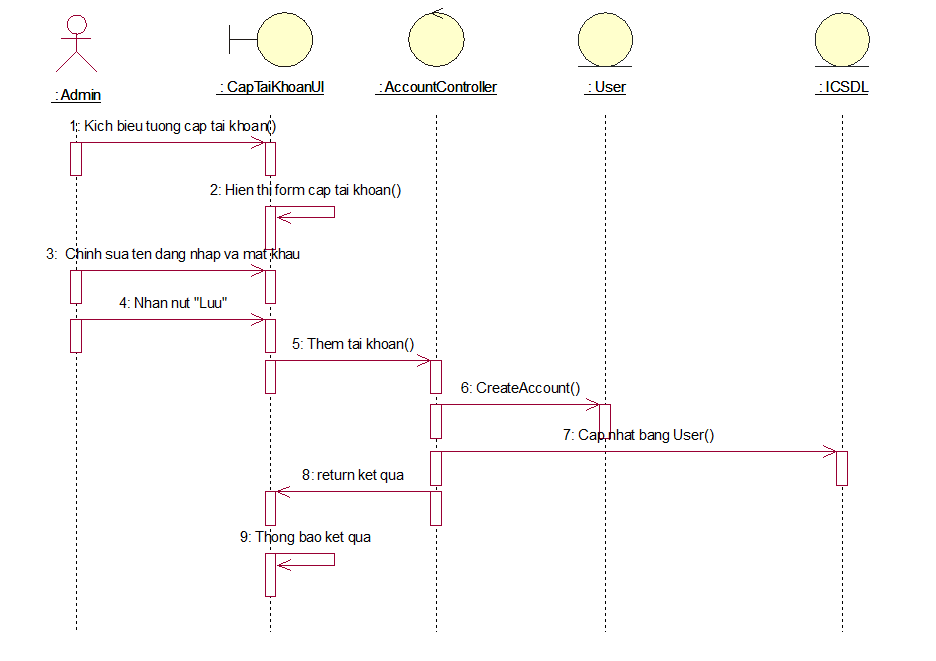 : Admin
: CapTaiKhoanUI
: AccountController
: User
: ICSDL
1: Kich bieu tuong cap tai khoan()
2: Hien thi form cap tai khoan()
3: Chinh sua ten dang nhap va mat khau
4: Nhan nut "Luu"
5: Them tai khoan()
6: CreateAccount()
7: Cap nhat bang User()
8: return ket qua
9: Thong bao ket qua